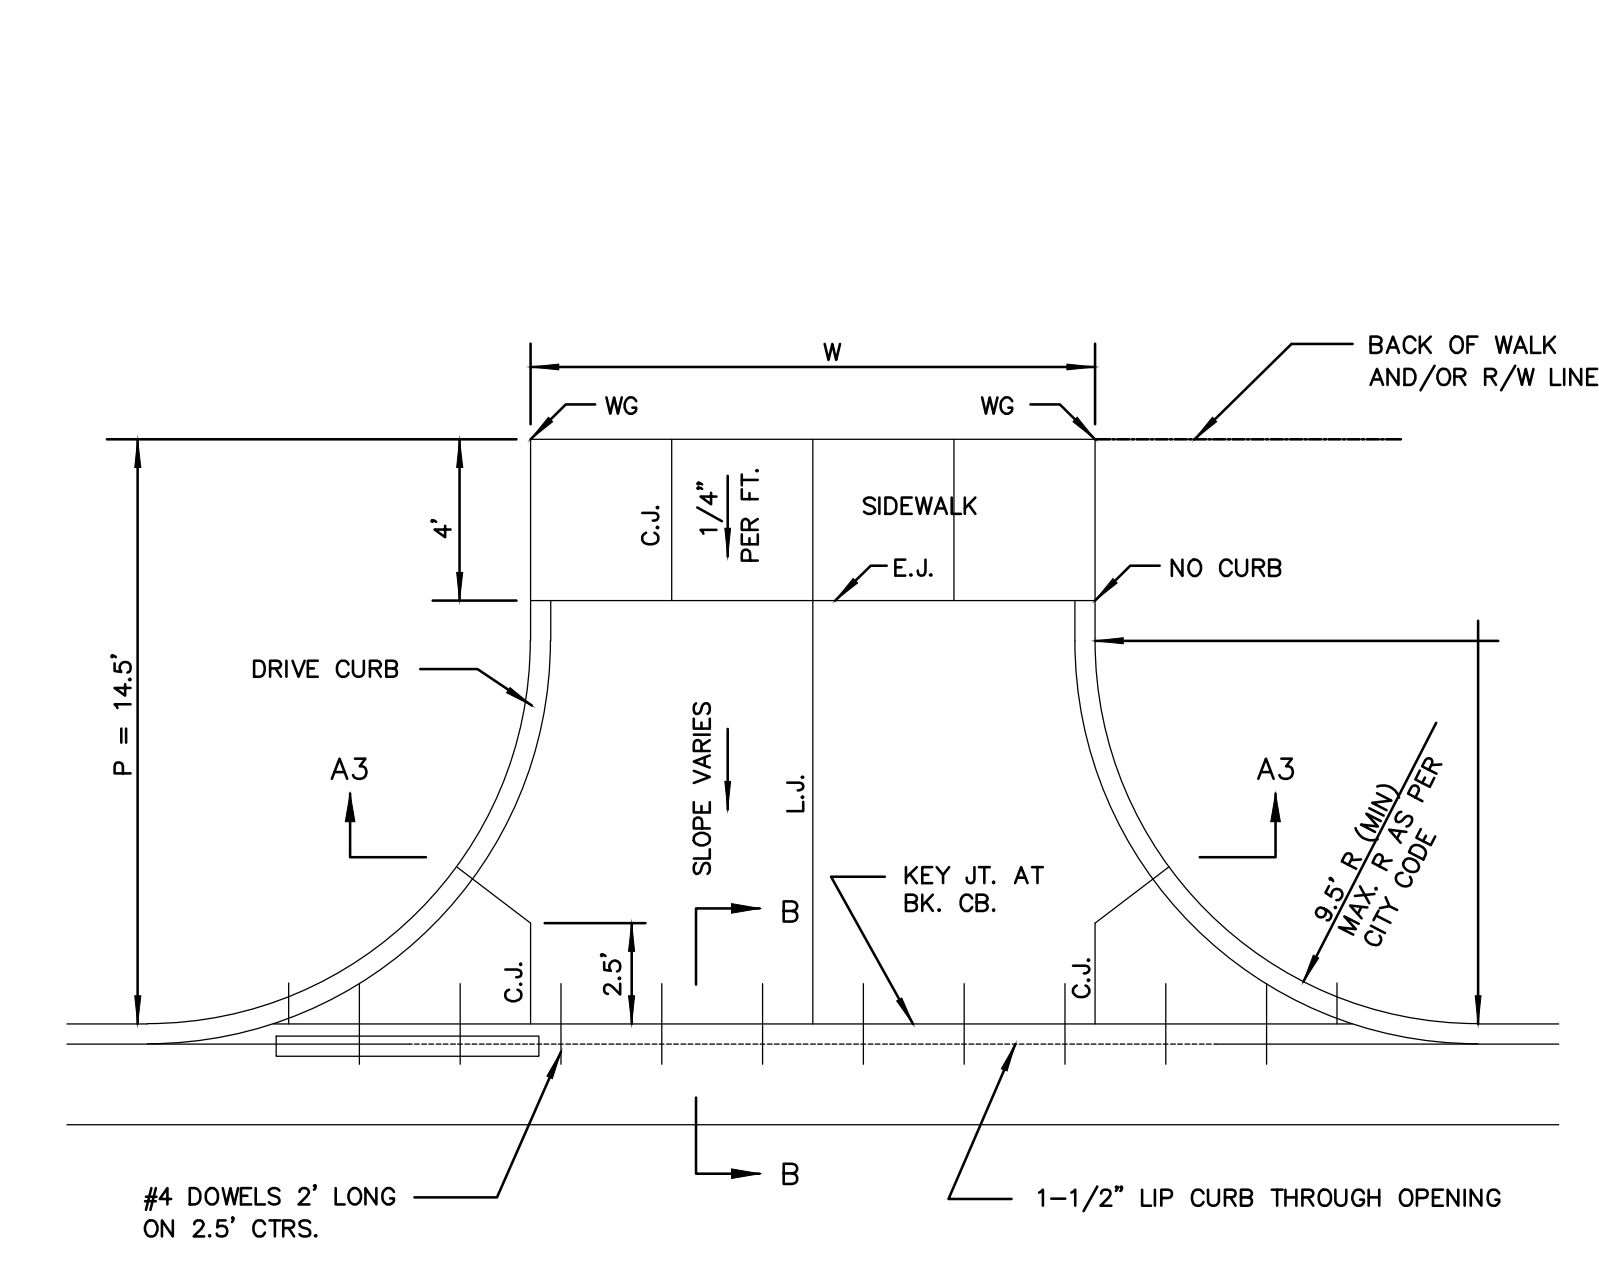 W
BACK OF WALK
AND/OR R/W LINE
WG
WG
4'
C.J.
1/4"
PER FT.
SIDEWALK
E.J.
NO CURB
P = 14.5'
DRIVE CURB
SLOPE VARIES
L.J.
A3
A3
9.5' R (MIN)
MAX. R AS PER
CITY CODE
KEY JT. AT
BK. CB.
B
C.J.
2.5'
C.J.
B
#4 DOWELS 2' LONG
ON 2.5' CTRS.
1-1/2" LIP CURB THROUGH OPENING